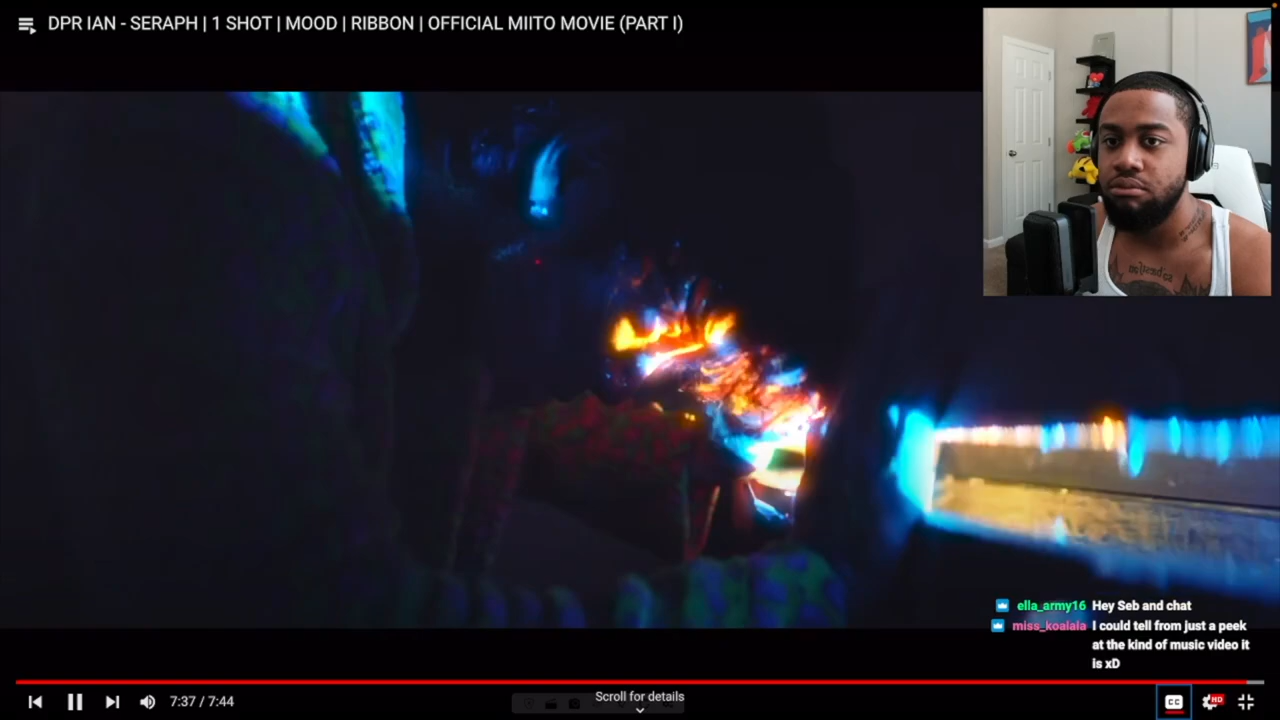 DPR IAN - SERAPH | 1 SHOT | MOOD | RIBBON | OFFICIAL MIITO MOVIE (PART I)
ella_army16 Hey Seb and chat
miss_koalala I could tell from just a peek
at the kind of music video it
is xD
Scroll for details
7:37 / 7:44
CC
HD